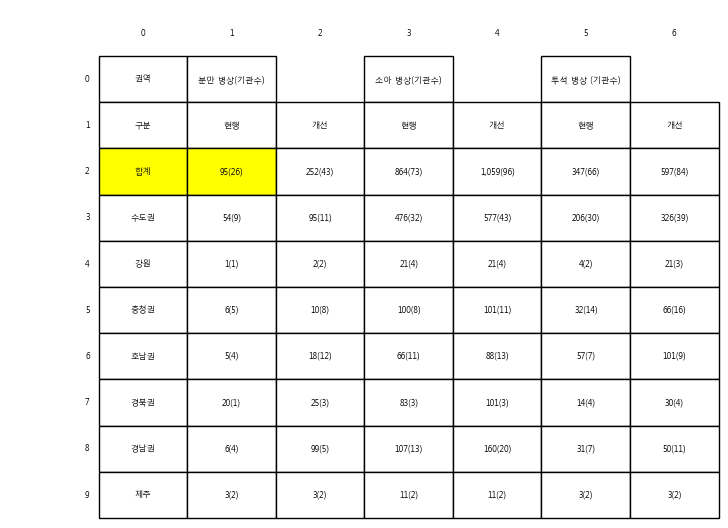 0 1 2 3 4 5 6
0 권역 분만 병상(기관수) 소아 병상(기관수) 투석 병상 (기관수)
1 구분 현행 개선 현행 개선 현행 개선
2 합계 95(26) 252(43) 864(73) 1,059(96) 347(66) 597(84)
3 수도권 54(9) 95(11) 476(32) 577(43) 206(30) 326(39)
4 강원 1(1) 2(2) 21(4) 21(4) 4(2) 21(3)
5 충청권 6(5) 10(8) 100(8) 101(11) 32(14) 66(16)
6 호남권 5(4) 18(12) 66(11) 88(13) 57(7) 101(9)
7 경북권 20(1) 25(3) 83(3) 101(3) 14(4) 30(4)
8 경남권 6(4) 99(5) 107(13) 160(20) 31(7) 50(11)
9 제주 3(2) 3(2) 11(2) 11(2) 3(2) 3(2)